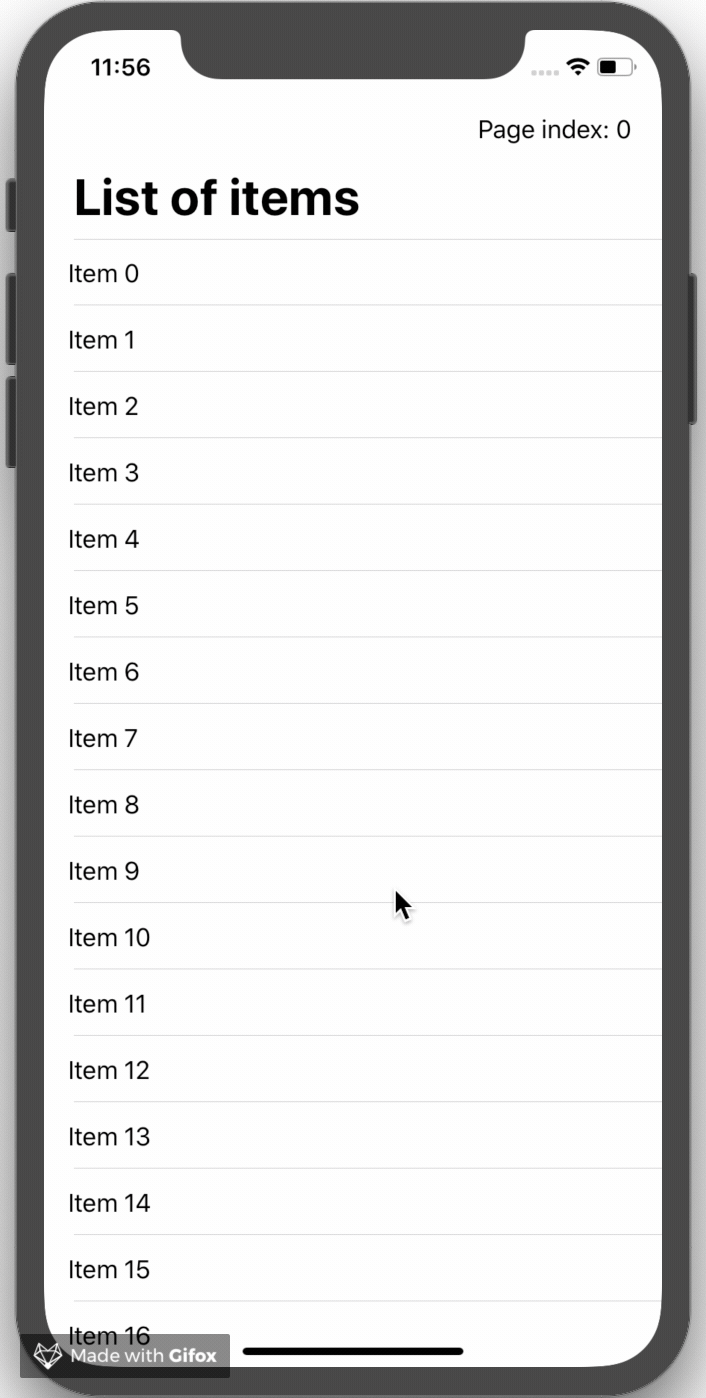 11:56
Page index: 0
List of items
Item 0
Item 1
Item 2
Item 3
Item 4
Item 5
Item 6
Item 7
Item 8
Item 9
Item 10
Item 11
Item 12
Item 13
Item 14
Item 15
Item 16
Made with Gifox